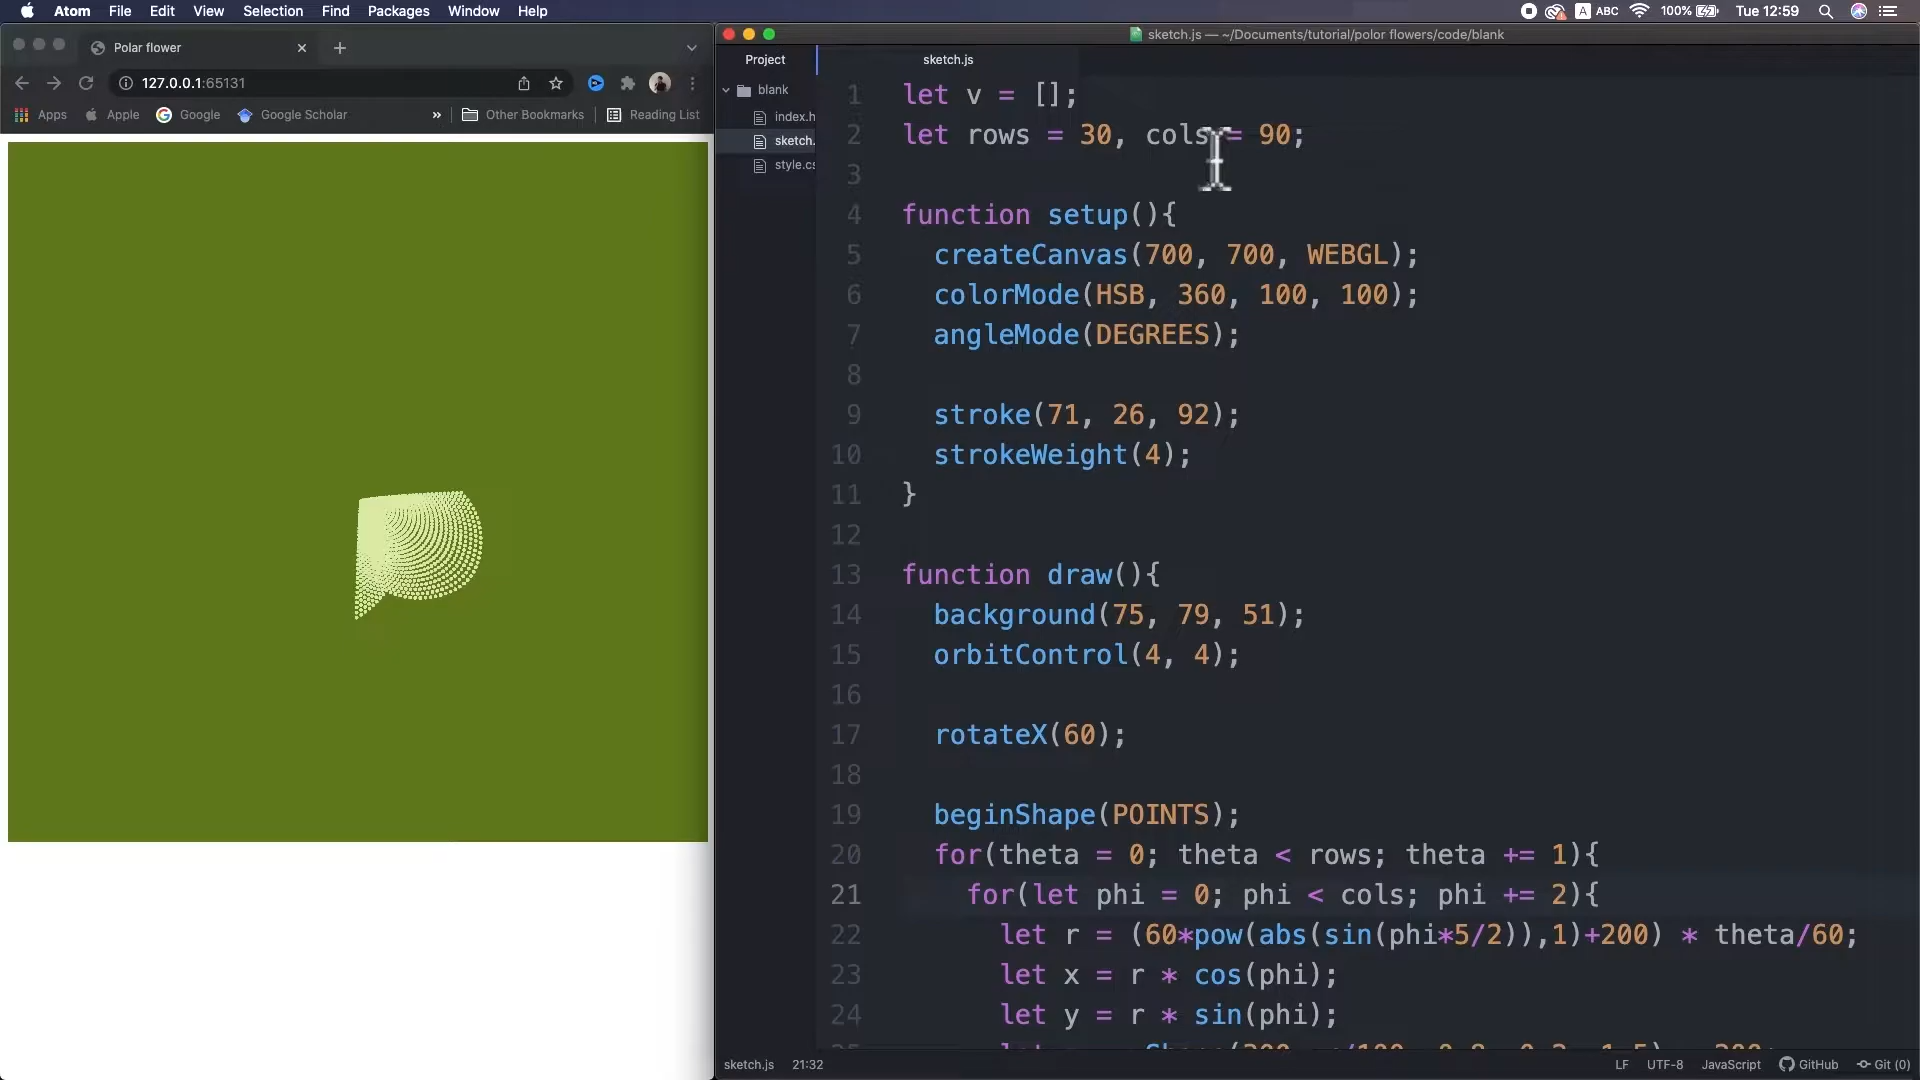 Atom File Edit View Selection Find Packages Window Help
A ABC 100% Tue 12:59
Polar flower
127.0.0.1:65131
Apps Apple Google Google Scholar » Other Bookmarks Reading List
sketch.js — ~/Documents/tutorial/polor flowers/code/blank
Project
blank
index.h
sketch.
style.cs
sketch.js
1 let v = [];
2 let rows = 30, cols = 90;
3
4 function setup(){
5 createCanvas(700, 700, WEBGL);
6 colorMode(HSB, 360, 100, 100);
7 angleMode(DEGREES);
8
9 stroke(71, 26, 92);
10 strokeWeight(4);
11 }
12
13 function draw(){
14 background(75, 79, 51);
15 orbitControl(4, 4);
16
17 rotateX(60);
18
19 beginShape(POINTS);
20 for(theta = 0; theta < rows; theta += 1){
21 for(let phi = 0; phi < cols; phi += 2){
22 let r = (60*pow(abs(sin(phi*5/2)),1)+200) * theta/60;
23 let x = r * cos(phi);
24 let y = r * sin(phi);
sketch.js 21:32
LF UTF-8 JavaScript GitHub Git (0)